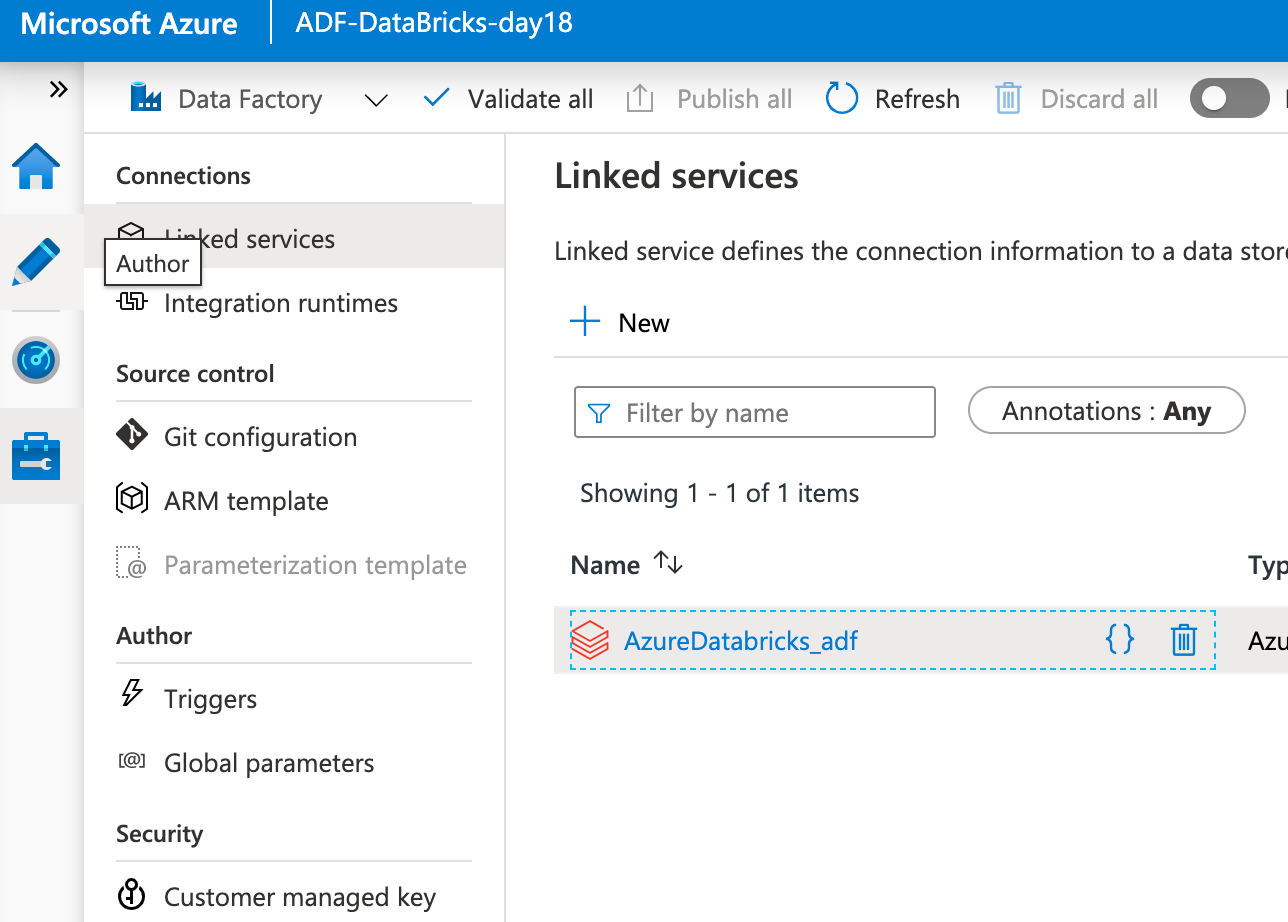 Microsoft Azure ADF-DataBricks-day18
Data Factory Validate all Publish all Refresh Discard all
Connections
Linked services
Author
Integration runtimes
Source control
Git configuration
ARM template
Parameterization template
Author
Triggers
Global parameters
Security
Customer managed key
Linked services
Linked service defines the connection information to a data stor
New
Filter by name
Annotations : Any
Showing 1 - 1 of 1 items
Name Typ
AzureDatabricks_adf {} Azu